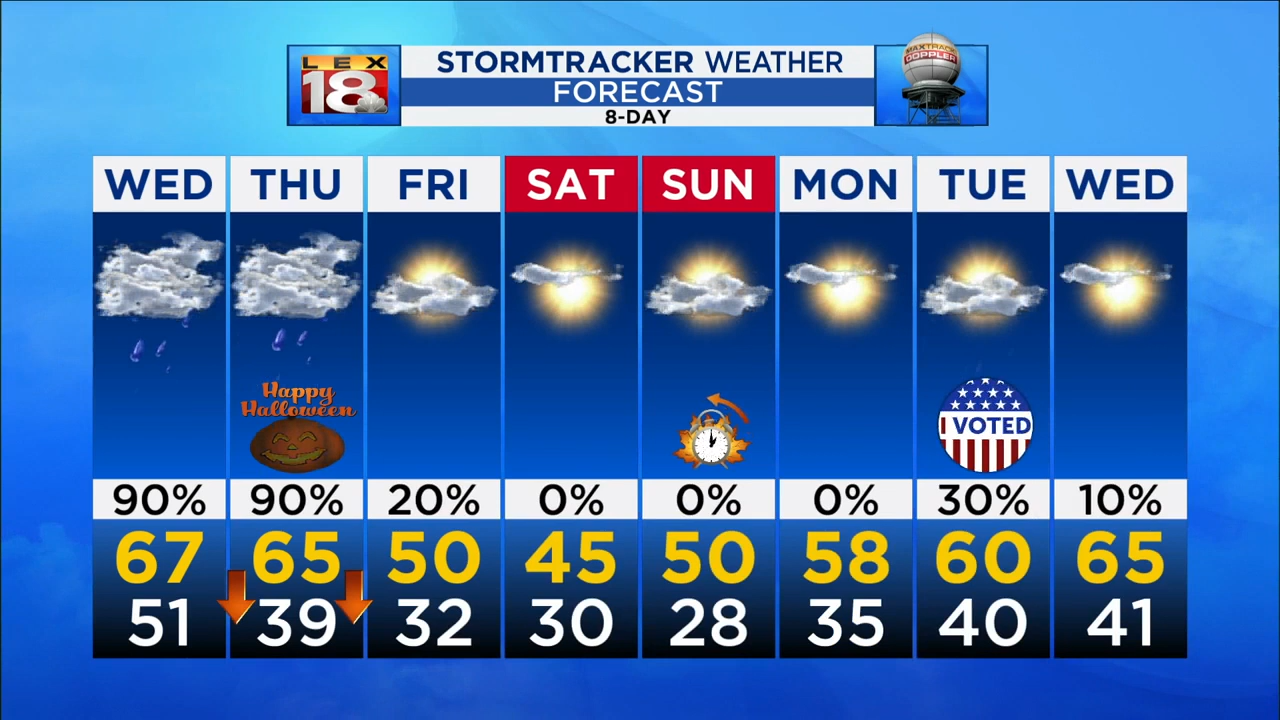 LEX
18
STORMTRACKER WEATHER
FORECAST
8-DAY
MAXTRACK
DOPPLER
WED THU FRI SAT SUN MON TUE WED
Happy
Halloween
I VOTED
90% 90% 20% 0% 0% 0% 30% 10%
67 65 50 45 50 58 60 65
51 39 32 30 28 35 40 41